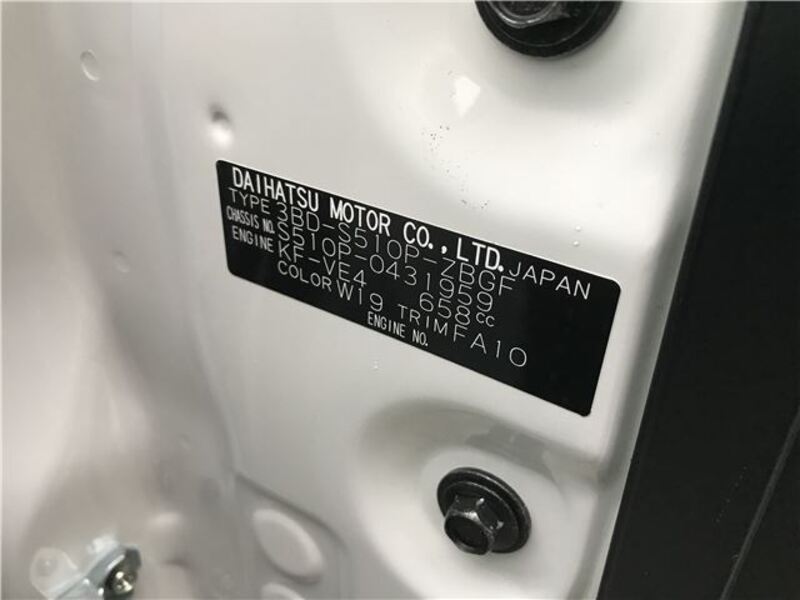 DAIHATSU MOTOR CO., LTD. JAPAN
TYPE 3BD-S510P-ZBGF
CHASSIS NO. S510P-0431959
ENGINE KF-VE4 658cc
COLOR W19 TRIM FA10
ENGINE NO.